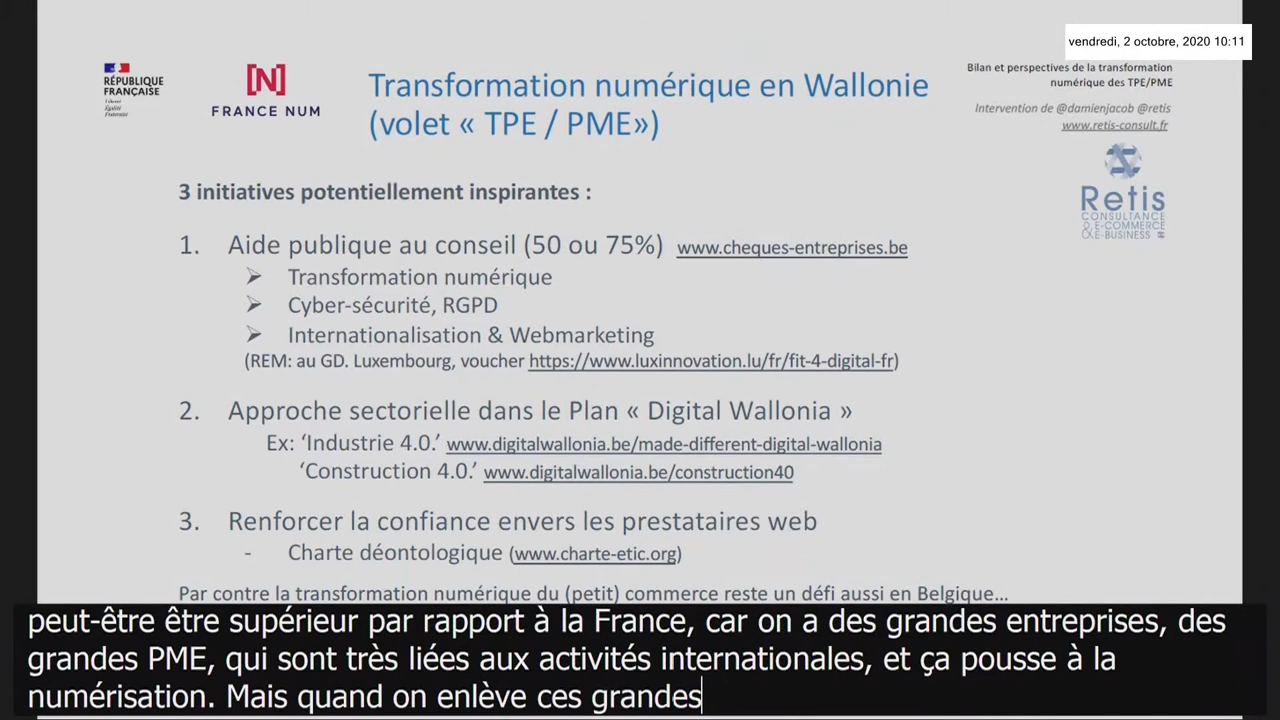 vendredi, 2 octobre, 2020 10:11
RÉPUBLIQUE
FRANÇAISE
Liberté
Égalité
Fraternité
[N]
FRANCE NUM
Transformation numérique en Wallonie
(volet « TPE / PME»)
Bilan et perspectives de la transformation
numérique des TPE/PME
Intervention de @damienjacob @retis
www.retis-consult.fr
Retis
CONSULTANCE
& E-COMMERCE
& E-BUSINESS
3 initiatives potentiellement inspirantes :
1. Aide publique au conseil (50 ou 75%) www.cheques-entreprises.be
➢ Transformation numérique
➢ Cyber-sécurité, RGPD
➢ Internationalisation & Webmarketing
(REM: au GD. Luxembourg, voucher https://www.luxinnovation.lu/fr/fit-4-digital-fr)
2. Approche sectorielle dans le Plan « Digital Wallonia »
Ex: ‘Industrie 4.0.’ www.digitalwallonia.be/made-different-digital-wallonia
‘Construction 4.0.’ www.digitalwallonia.be/construction40
3. Renforcer la confiance envers les prestataires web
- Charte déontologique (www.charte-etic.org)
Par contre la transformation numérique du (petit) commerce reste un défi aussi en Belgique…
peut-être être supérieur par rapport à la France, car on a des grandes entreprises, des
grandes PME, qui sont très liées aux activités internationales, et ça pousse à la
numérisation. Mais quand on enlève ces grandes